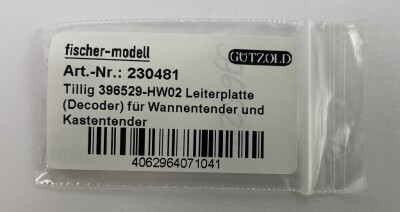 fischer-modell
GÜTZOLD
Art.-Nr.: 230481
Tillig 396529-HW02 Leiterplatte
(Decoder) für Wannentender und
Kastentender
4062964071041